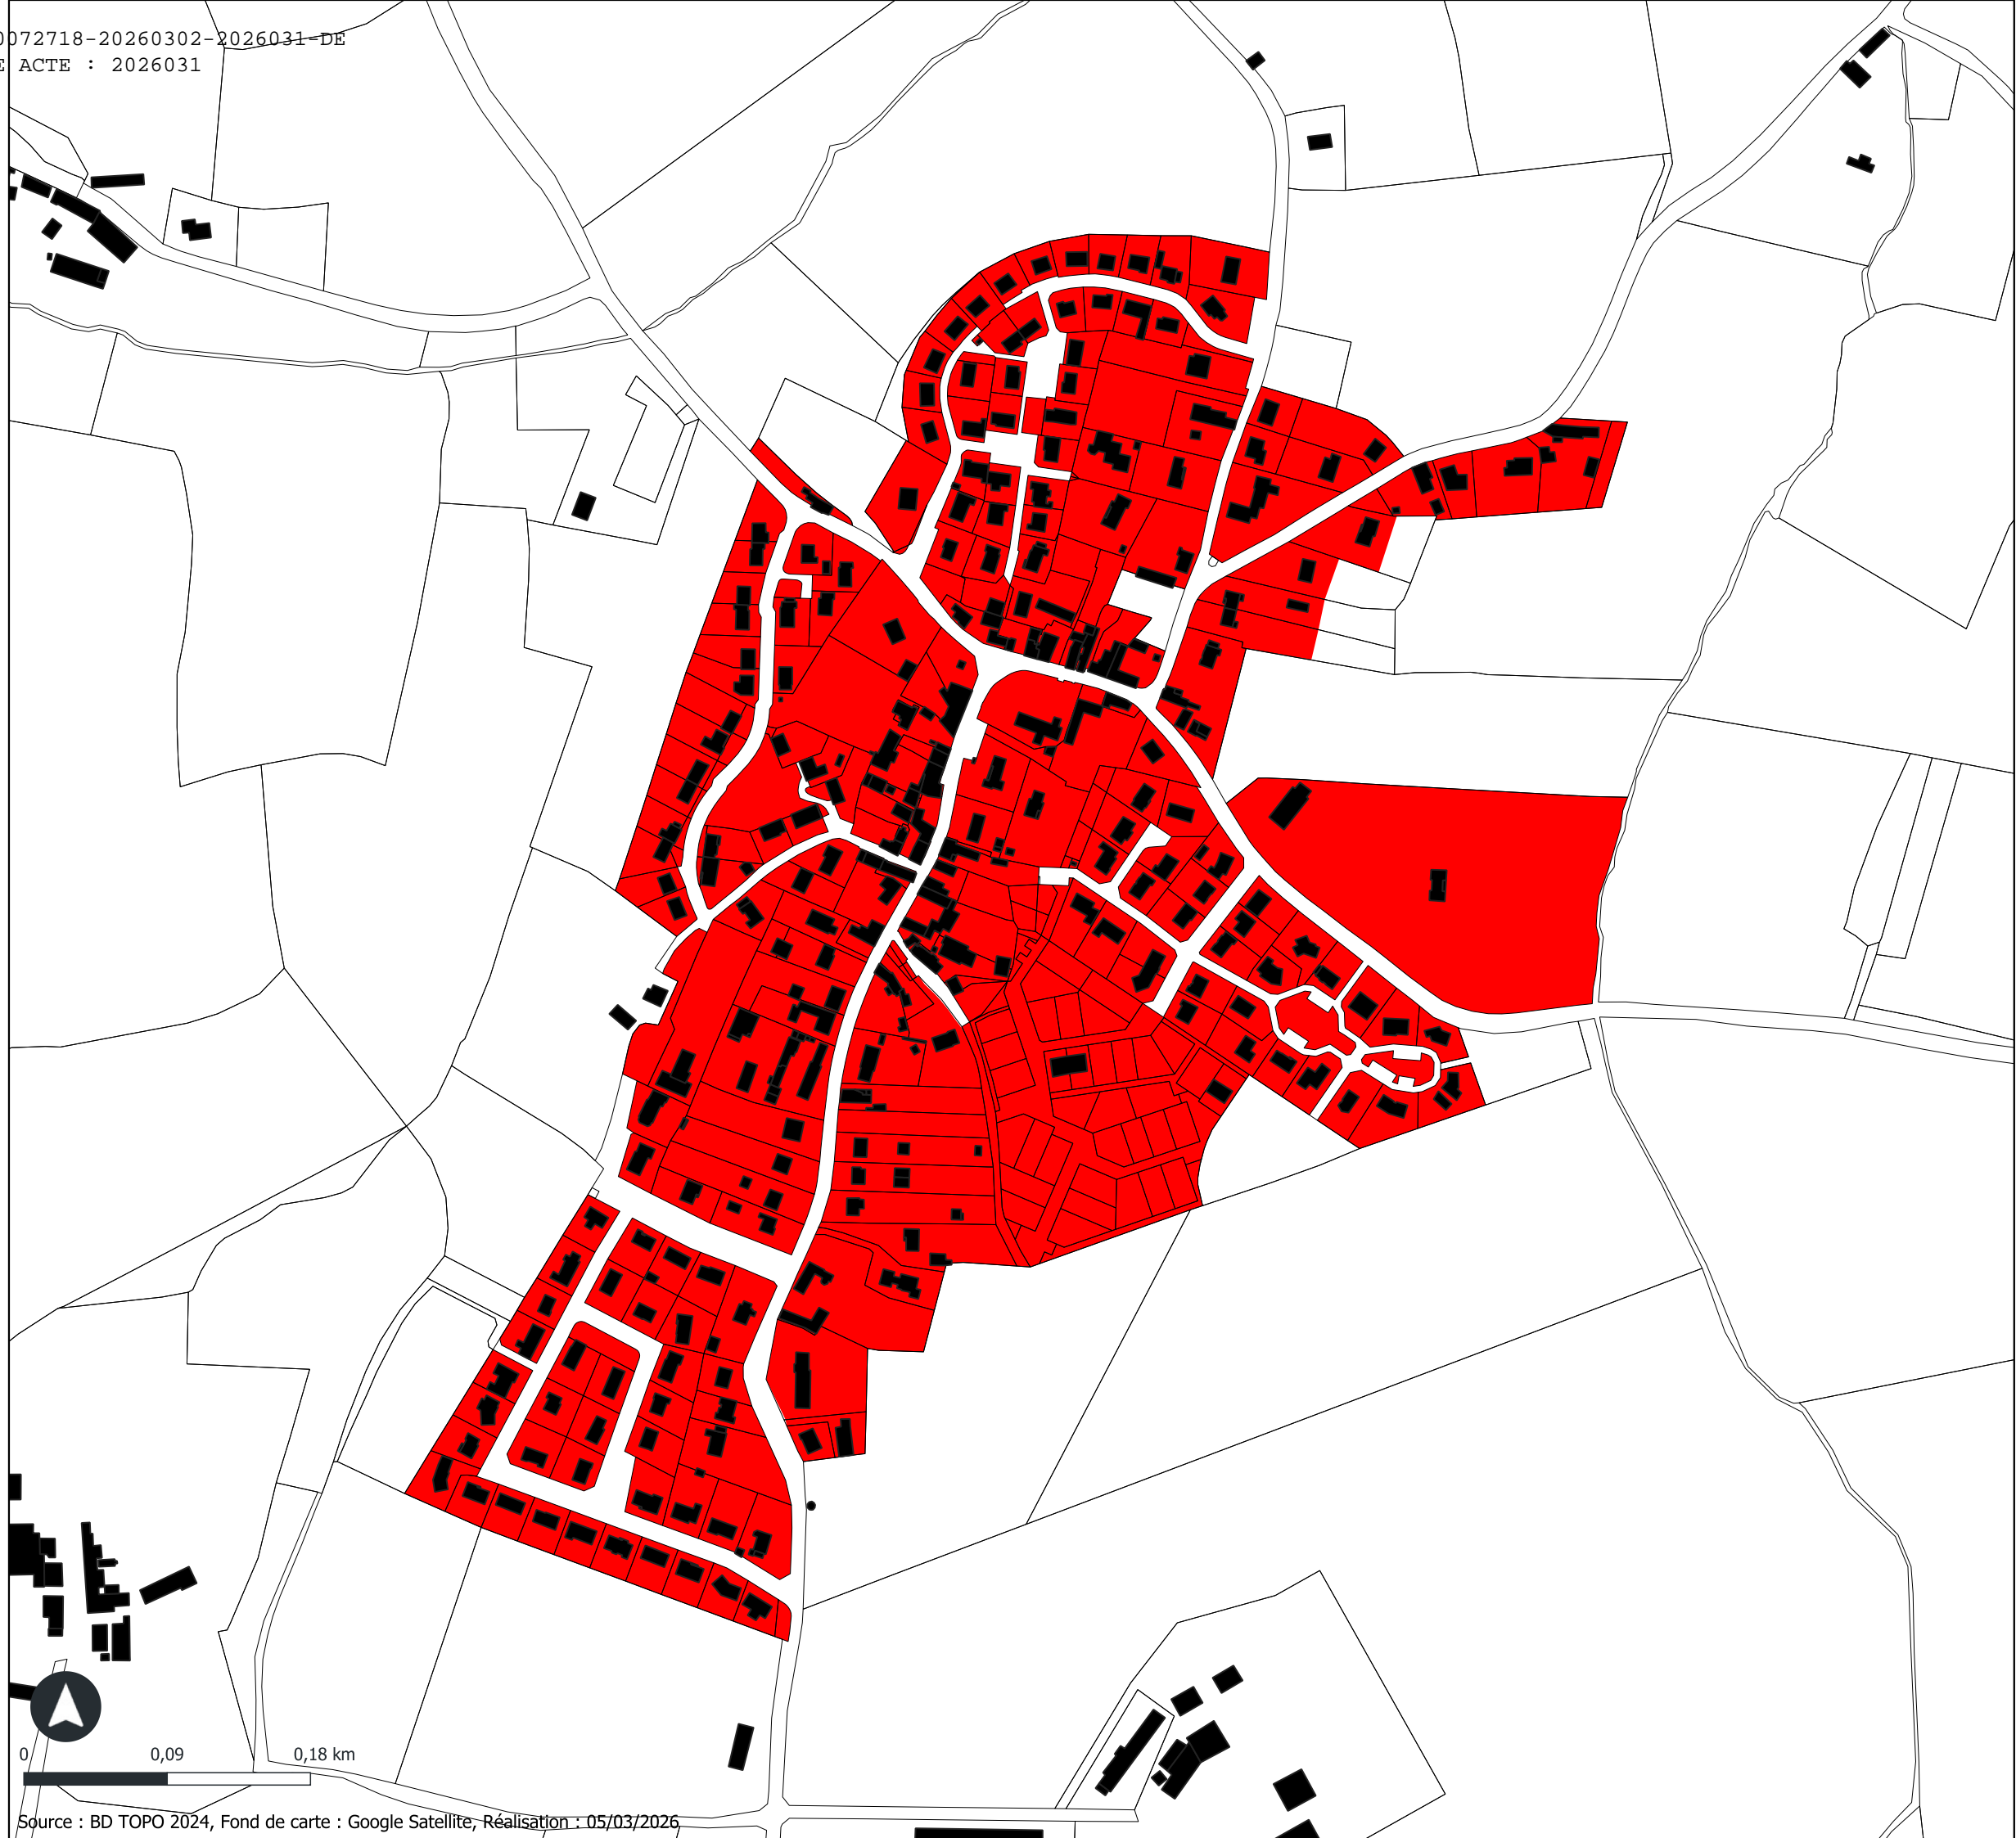 0072718-20260302-2026031-DE
E ACTE : 2026031
0 0,09 0,18 km
Source : BD TOPO 2024, Fond de carte : Google Satellite, Réalisation : 05/03/2026